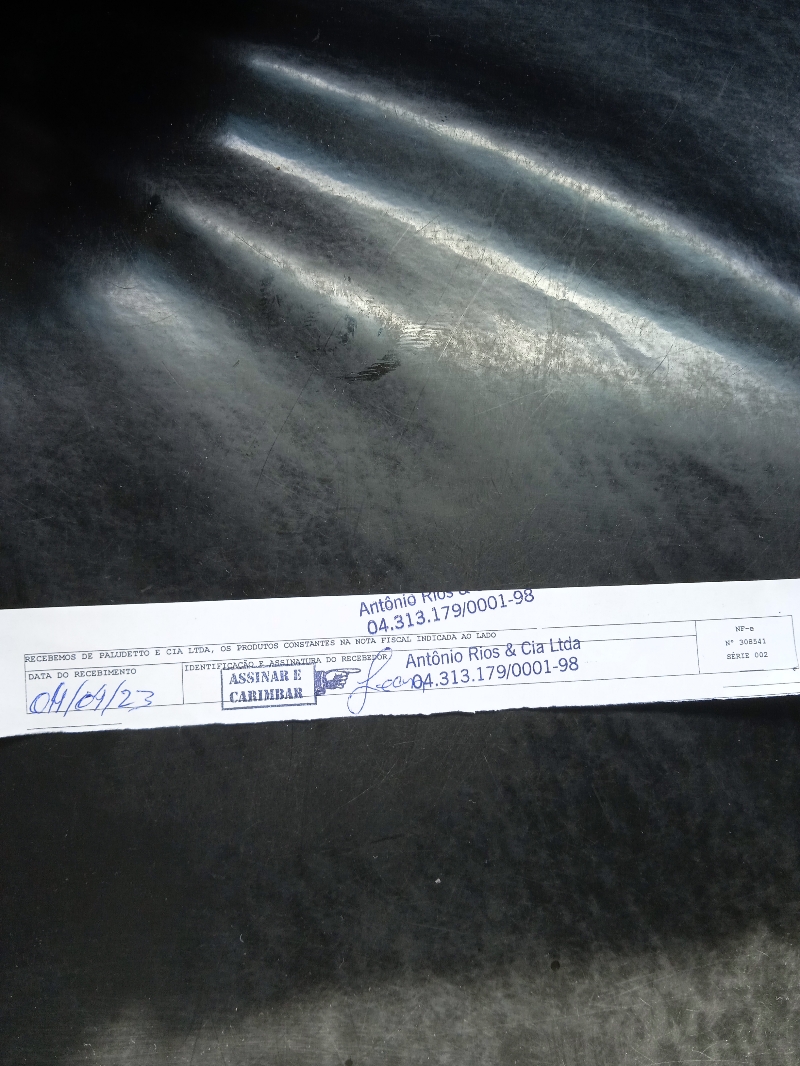 Antônio Rios &
04.313.179/0001-98
RECEBEMOS DE PALUDETTO E CIA LTDA, OS PRODUTOS CONSTANTES NA NOTA FISCAL INDICADA AO LADO
DATA DO RECEBIMENTO
04/04/23
IDENTIFICAÇÃO E ASSINATURA DO RECEBEDOR
ASSINAR E
CARIMBAR
Antônio Rios & Cia Ltda
04.313.179/0001-98
NF-e
Nº 308541
SÉRIE 002